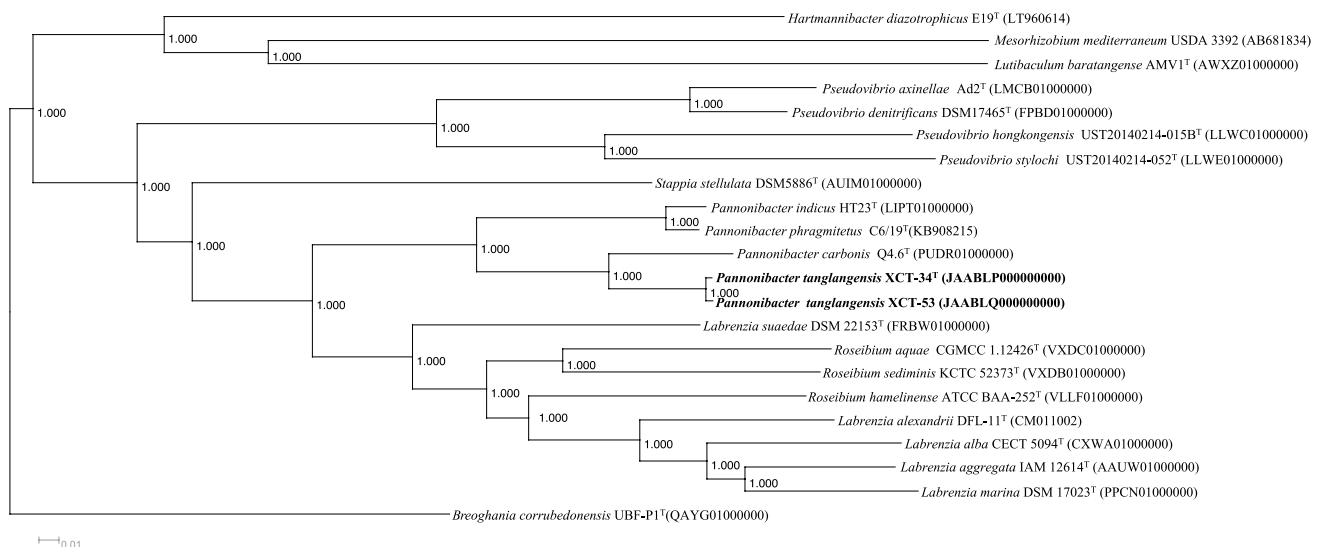 Hartmannibacter diazotrophicus E19ᵀ (LT960614)
1.000
Mesorhizobium mediterraneum USDA 3392 (AB681834)
1.000
Lutibaculum baratangense AMV1ᵀ (AWXZ01000000)
Pseudovibrio axinellae Ad2ᵀ (LMCB01000000)
1.000
1.000
Pseudovibrio denitrificans DSM17465ᵀ (FPBD01000000)
1.000
Pseudovibrio hongkongensis UST20140214-015Bᵀ (LLWC01000000)
1.000
Pseudovibrio stylochi UST20140214-052ᵀ (LLWE01000000)
1.000
Stappia stellulata DSM5886ᵀ (AUIM01000000)
Pannonibacter indicus HT23ᵀ (LIPT01000000)
1.000
Pannonibacter phragmitetus C6/19ᵀ(KB908215)
1.000
1.000
Pannonibacter carbonis Q4.6ᵀ (PUDR01000000)
1.000
Pannonibacter tanglangensis XCT-34ᵀ (JAABLP000000000)
1.000
Pannonibacter tanglangensis XCT-53 (JAABLQ000000000)
1.000
Labrenzia suaedae DSM 22153ᵀ (FRBW01000000)
Roseibium aquae CGMCC 1.12426ᵀ (VXDC01000000)
1.000
1.000
Roseibium sediminis KCTC 52373ᵀ (VXDB01000000)
1.000
Roseibium hamelinense ATCC BAA-252ᵀ (VLLF01000000)
1.000
Labrenzia alexandrii DFL-11ᵀ (CM011002)
1.000
Labrenzia alba CECT 5094ᵀ (CXWA01000000)
1.000
Labrenzia aggregata IAM 12614ᵀ (AAUW01000000)
1.000
Labrenzia marina DSM 17023ᵀ (PPCN01000000)
Breoghania corrubedonensis UBF-P1ᵀ(QAYG01000000)
0.01